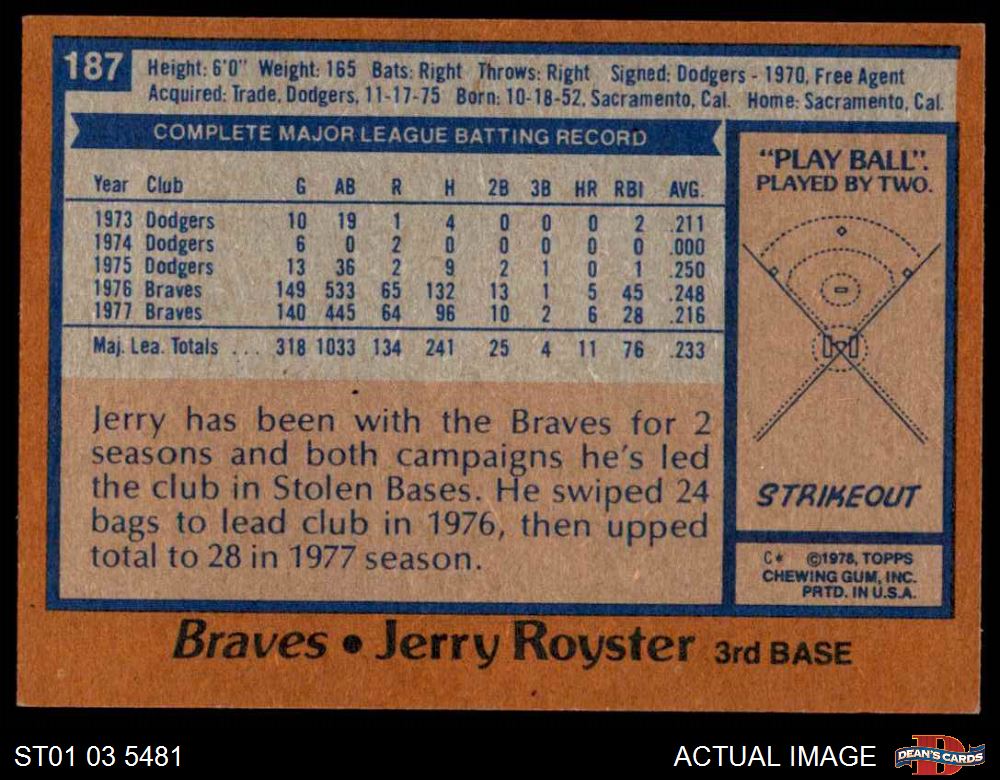 187
Height: 6'0" Weight: 165 Bats: Right Throws: Right Signed: Dodgers - 1970, Free Agent
Acquired: Trade, Dodgers, 11-17-75 Born: 10-18-52, Sacramento, Cal. Home: Sacramento, Cal.
COMPLETE MAJOR LEAGUE BATTING RECORD
Year Club G AB R H 2B 3B HR RBI AVG.
1973 Dodgers 10 19 1 4 0 0 0 2 .211
1974 Dodgers 6 0 2 0 0 0 0 0 .000
1975 Dodgers 13 36 2 9 2 1 0 1 .250
1976 Braves 149 533 65 132 13 1 5 45 .248
1977 Braves 140 445 64 96 10 2 6 28 .216
Maj. Lea. Totals ... 318 1033 134 241 25 4 11 76 .233
Jerry has been with the Braves for 2
seasons and both campaigns he's led
the club in Stolen Bases. He swiped 24
bags to lead club in 1976, then upped
total to 28 in 1977 season.
"PLAY BALL".
PLAYED BY TWO.
STRIKEOUT
C* ©1978, TOPPS
CHEWING GUM, INC.
PRTD. IN U.S.A.
Braves • Jerry Royster 3rd BASE
ST01 03 5481
ACTUAL IMAGE
D
DEAN'S CARDS